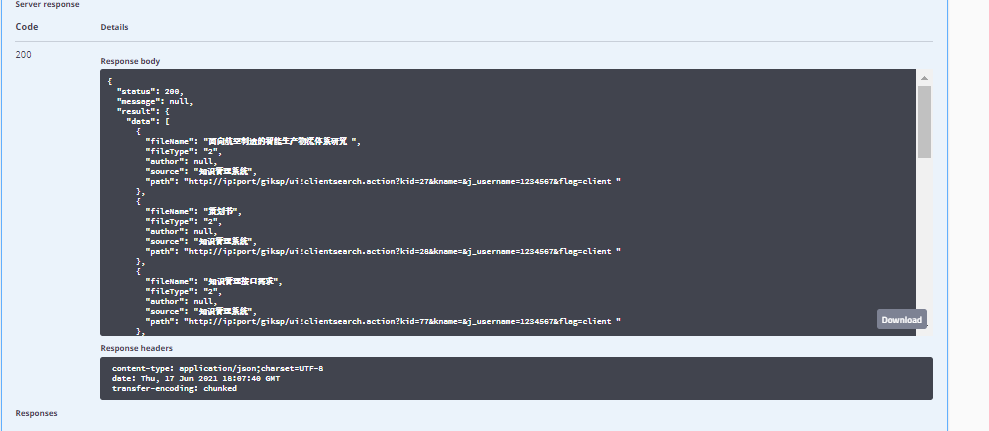 Server response
Code Details
200
Response body
{
"status": 200,
"message": null,
"result": {
"data": [
{
"fileName": "面向航空制造的智能生产物流体系研究 ",
"fileType": "2",
"author": null,
"source": "知识管理系统",
"path": "http://ip:port/giksp/ui!clientsearch.action?kid=27&kname=&j_username=1234567&flag=client "
},
{
"fileName": "策划书",
"fileType": "2",
"author": null,
"source": "知识管理系统",
"path": "http://ip:port/giksp/ui!clientsearch.action?kid=28&kname=&j_username=1234567&flag=client "
},
{
"fileName": "知识管理接口需求",
"fileType": "2",
"author": null,
"source": "知识管理系统",
"path": "http://ip:port/giksp/ui!clientsearch.action?kid=77&kname=&j_username=1234567&flag=client "
},
Download
Response headers
content-type: application/json;charset=UTF-8
date: Thu, 17 Jun 2021 18:07:40 GMT
transfer-encoding: chunked
Responses